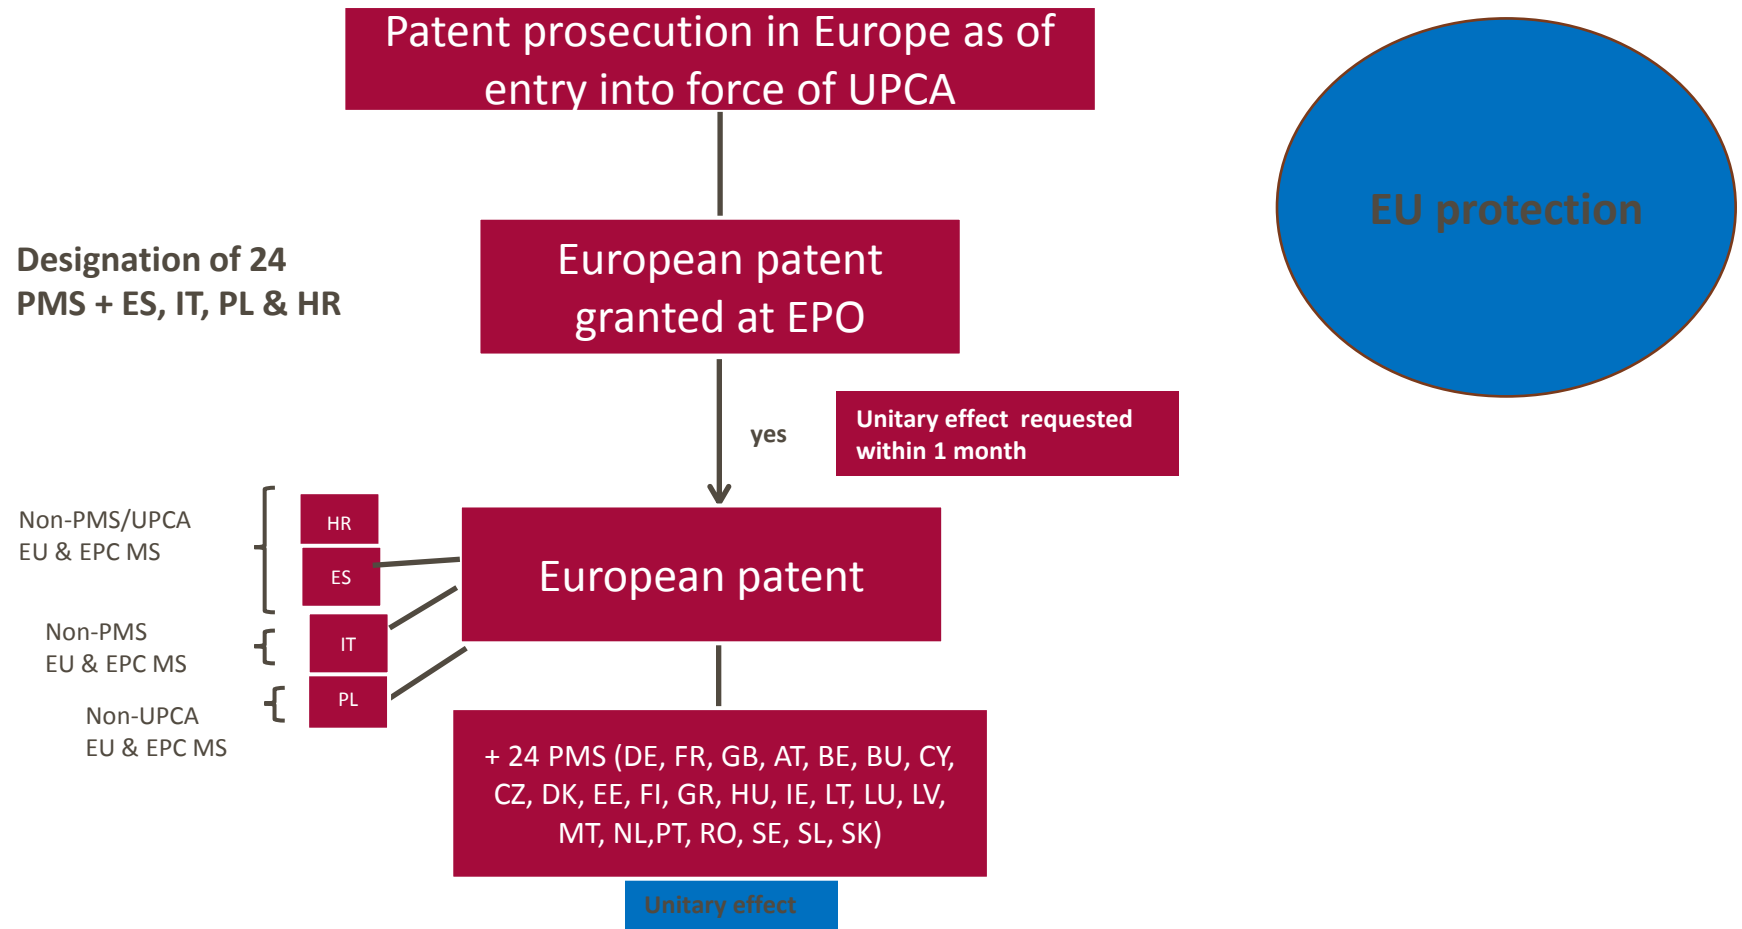 Patent prosecution in Europe as of
entry into force of UPCA
EU protection
Designation of 24
PMS + ES, IT, PL & HR
European patent
granted at EPO
yes
Unitary effect requested
within 1 month
Non-PMS/UPCA
EU & EPC MS
HR
ES
European patent
Non-PMS
EU & EPC MS
IT
Non-UPCA
EU & EPC MS
PL
+ 24 PMS (DE, FR, GB, AT, BE, BU, CY,
CZ, DK, EE, FI, GR, HU, IE, LT, LU, LV,
MT, NL,PT, RO, SE, SL, SK)
Unitary effect